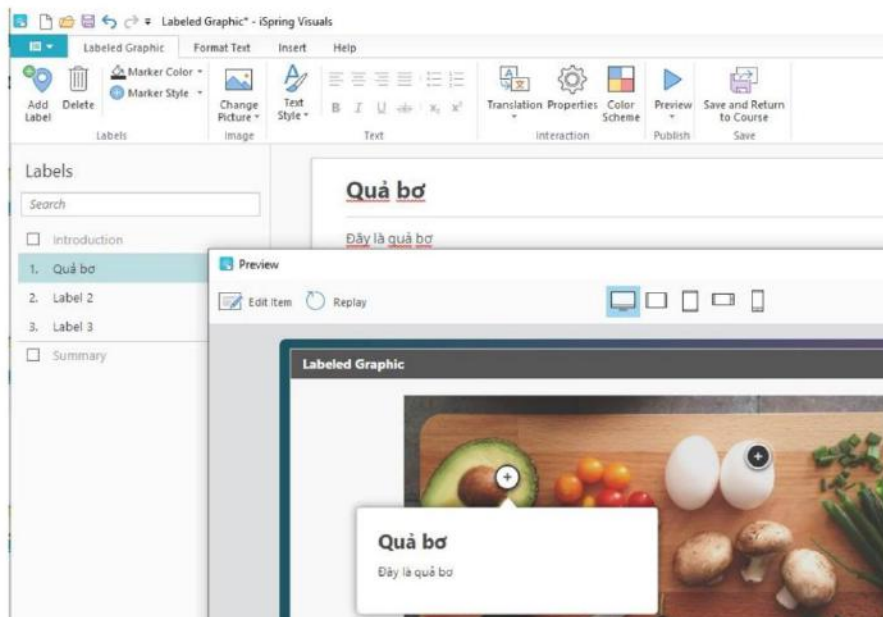 Labeled Graphic* - iSpring Visuals
Labeled Graphic Format Text Insert Help
Add Label
Delete
Marker Color
Marker Style
Change Picture
Text Style
B I U abc X₂ X²
Translation
Properties
Color Scheme
Preview
Save and Return to Course
Labels
Image
Text
Interaction
Publish
Save
Labels
Search
Introduction
1. Quả bơ
2. Label 2
3. Label 3
Summary
Quả bơ
Đây là quả bơ
Preview
Edit Item
Replay
Labeled Graphic
Quả bơ
Đây là quả bơ